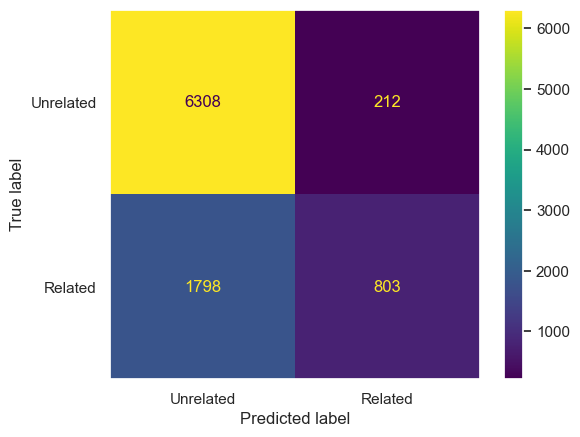 True label
Unrelated
6308
212
Related
1798
803
Unrelated
Related
Predicted label
6000
5000
4000
3000
2000
1000